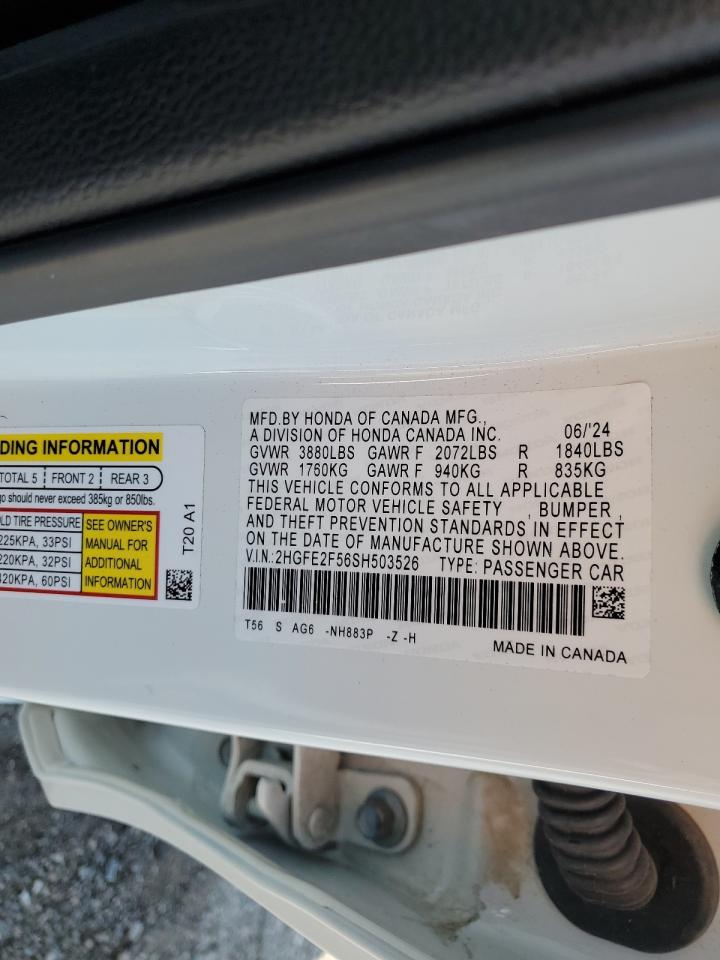 DING INFORMATION
TOTAL 5 FRONT 2 REAR 3
go should never exceed 385kg or 850lbs.
OLD TIRE PRESSURE
225KPA, 33PSI
220KPA, 32PSI
420KPA, 60PSI
SEE OWNER'S
MANUAL FOR
ADDITIONAL
INFORMATION
T20 A1
MFD.BY HONDA OF CANADA MFG.,
A DIVISION OF HONDA CANADA INC. 06/'24
GVWR 3880LBS GAWR F 2072LBS R 1840LBS
GVWR 1760KG GAWR F 940KG R 835KG
THIS VEHICLE CONFORMS TO ALL APPLICABLE
FEDERAL MOTOR VEHICLE SAFETY , BUMPER ,
AND THEFT PREVENTION STANDARDS IN EFFECT
ON THE DATE OF MANUFACTURE SHOWN ABOVE.
V.I.N.:2HGFE2F56SH503526 TYPE: PASSENGER CAR
T56 S AG6 -NH883P -Z -H
MADE IN CANADA